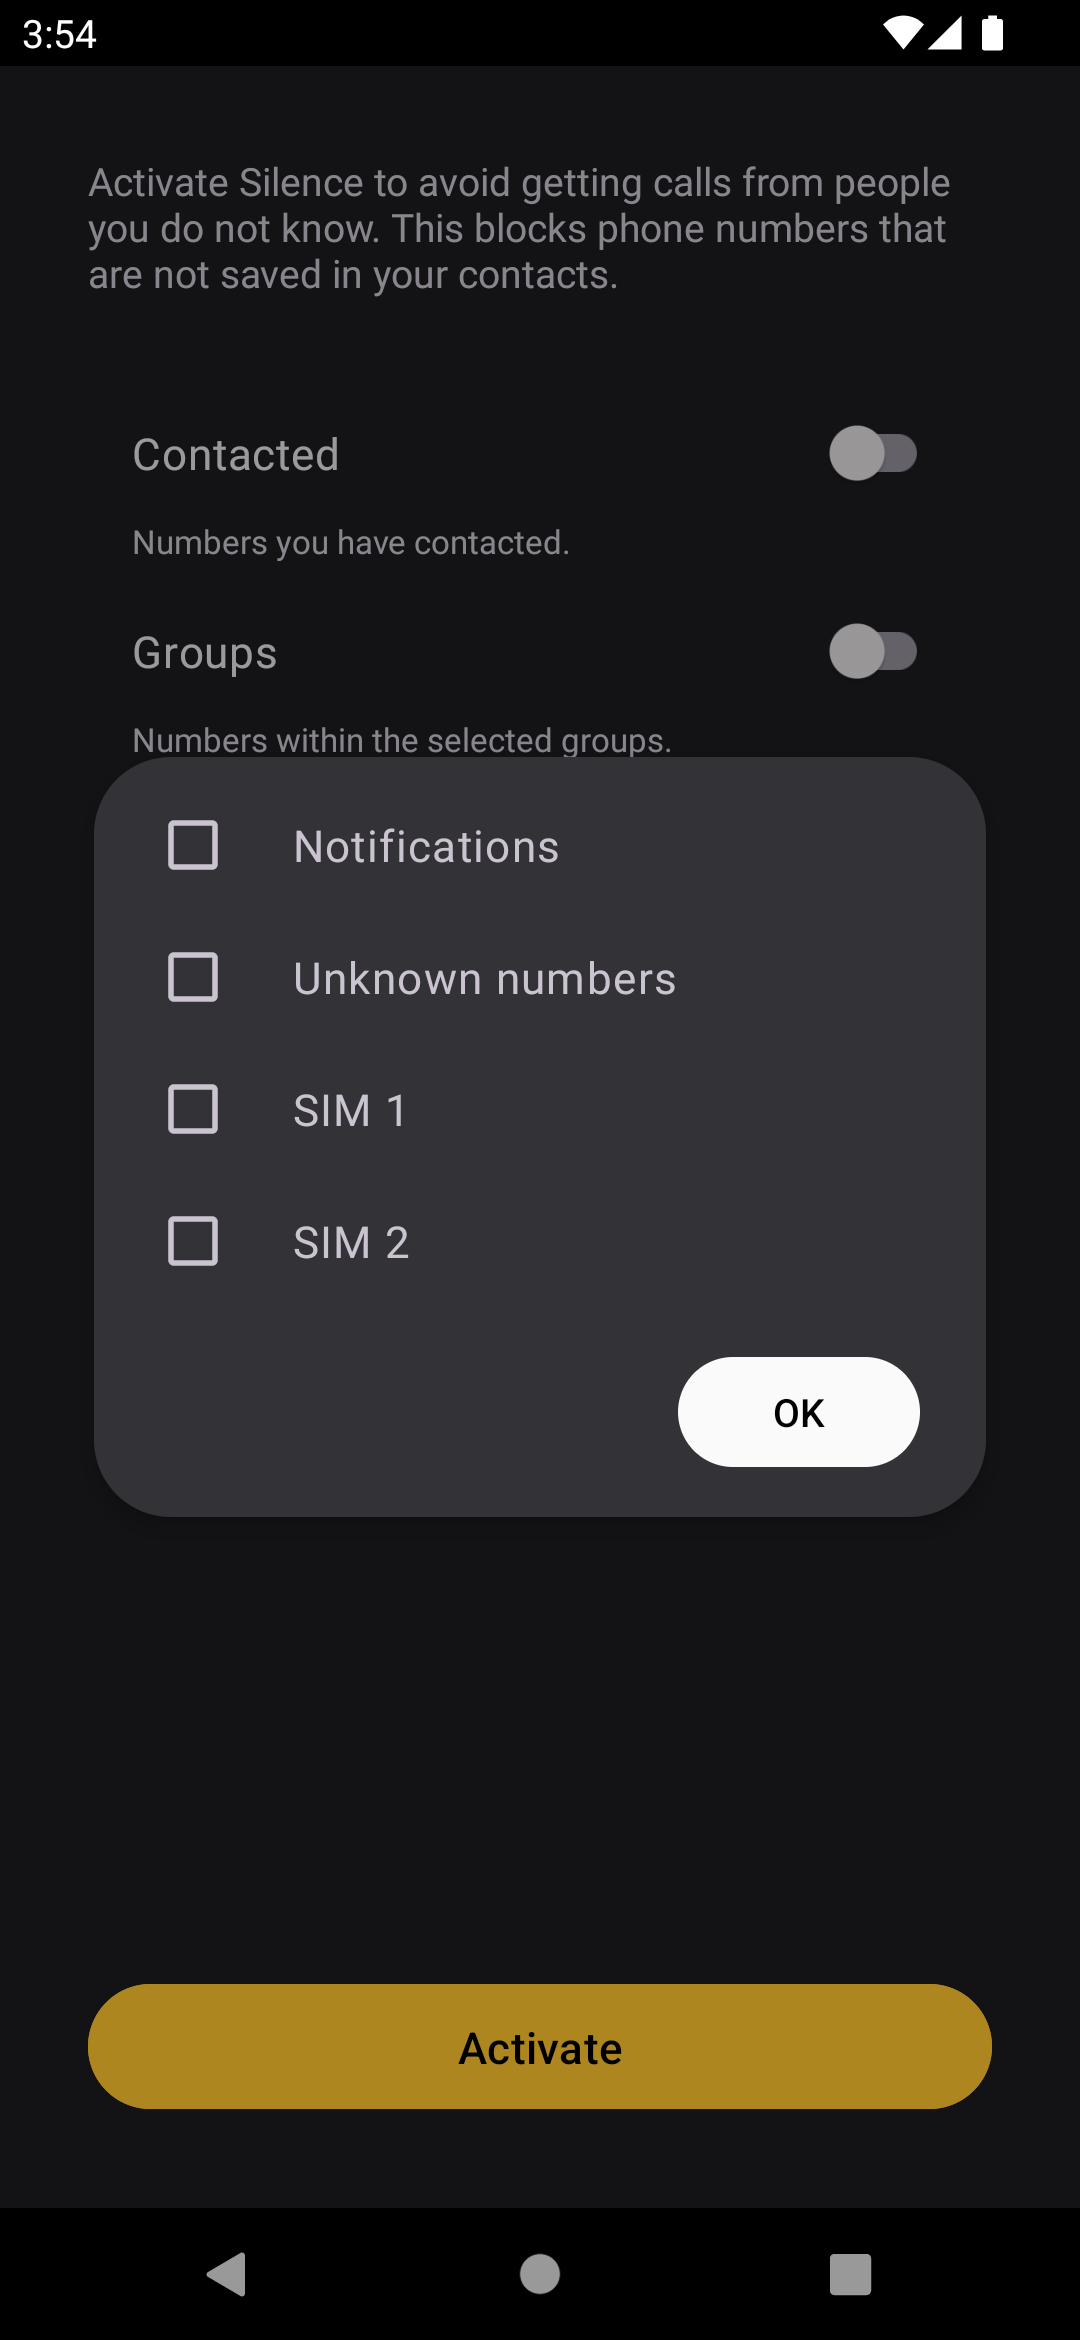 3:54
Activate Silence to avoid getting calls from people
you do not know. This blocks phone numbers that
are not saved in your contacts.
Contacted
Numbers you have contacted.
Groups
Numbers within the selected groups.
Notifications
Unknown numbers
SIM 1
SIM 2
OK
Activate